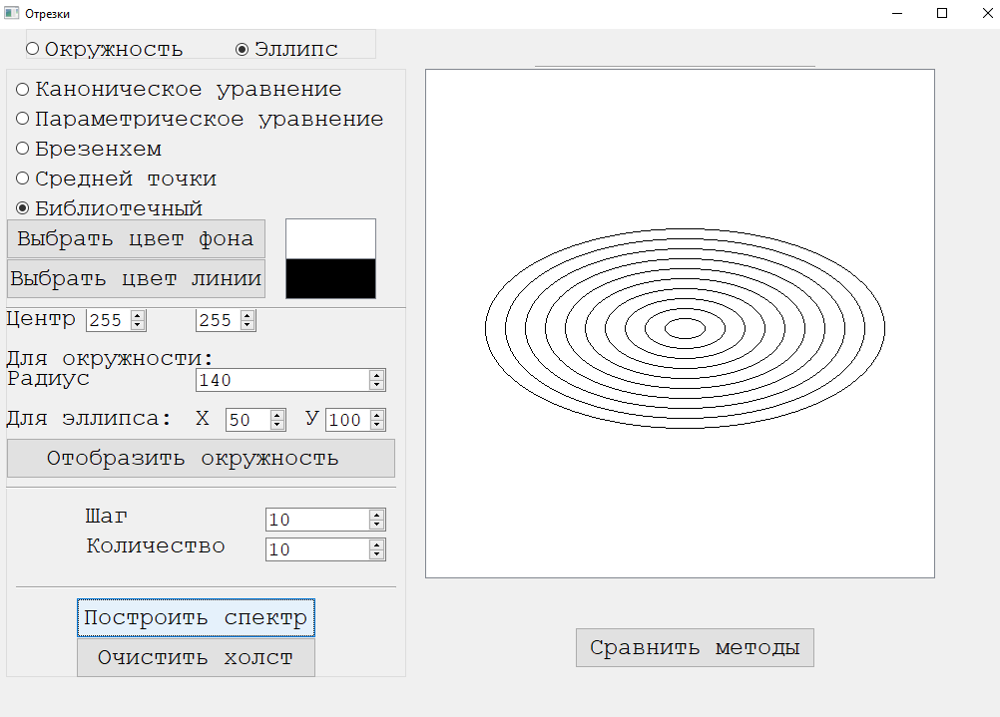 Отрезки
Окружность Эллипс
Каноническое уравнение
Параметрическое уравнение
Брезенхем
Средней точки
Библиотечный
Выбрать цвет фона
Выбрать цвет линии
Центр 255 255
Для окружности:
Радиус 140
Для эллипса: X 50 У 100
Отобразить окружность
Шаг 10
Количество 10
Построить спектр
Очистить холст
Сравнить методы